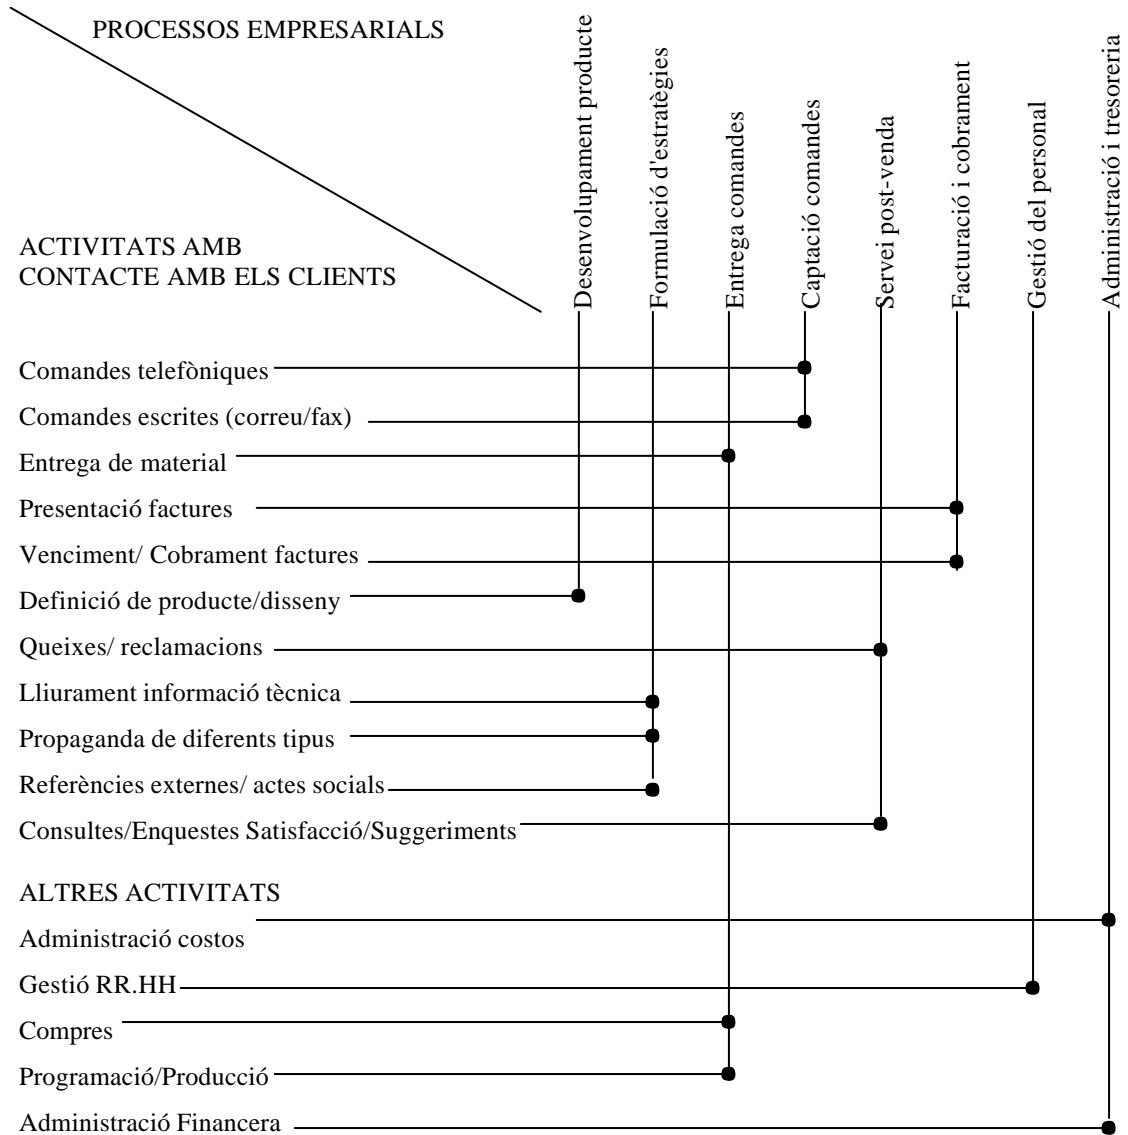 PROCESSOS EMPRESARIALS
Desenvolupament producte
Formulació d'estratègies
Entrega comandes
Captació comandes
Servei post-venda
Facturació i cobrament
Gestió del personal
Administració i tresoreria
ACTIVITATS AMB
CONTACTE AMB ELS CLIENTS
Comandes telefòniques
Comandes escrites (correu/fax)
Entrega de material
Presentació factures
Venciment/ Cobrament factures
Definició de producte/disseny
Queixes/ reclamacions
Lliurament informació tècnica
Propaganda de diferents tipus
Referències externes/ actes socials
Consultes/Enquestes Satisfacció/Suggeriments
ALTRES ACTIVITATS
Administració costos
Gestió RR.HH
Compres
Programació/Producció
Administració Financera